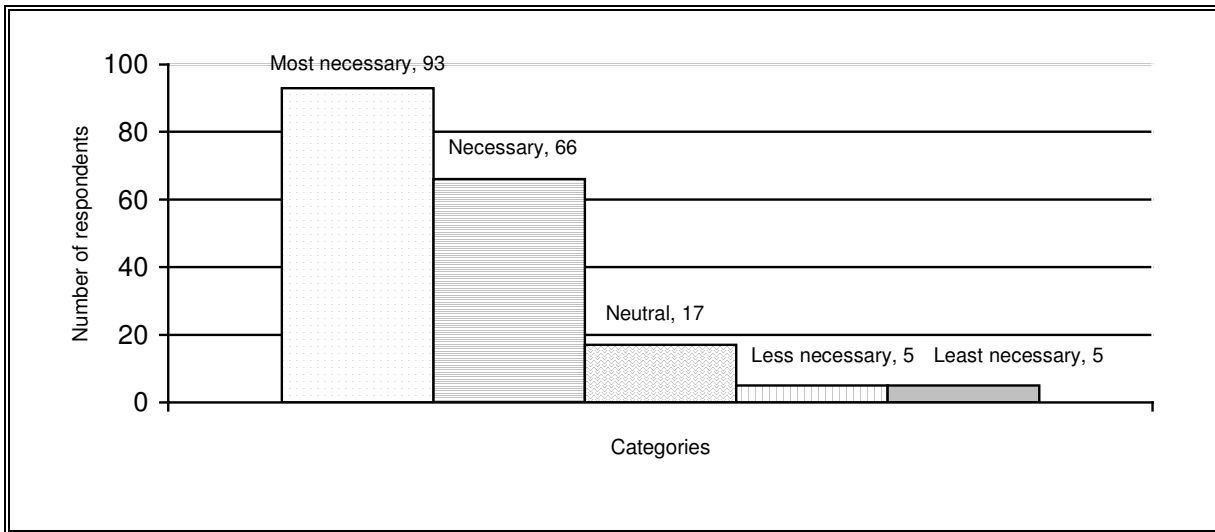 100
Most necessary, 93
80
Necessary, 66
60
40
Neutral, 17
20
Less necessary, 5
Least necessary, 5
0
Number of respondents
Categories